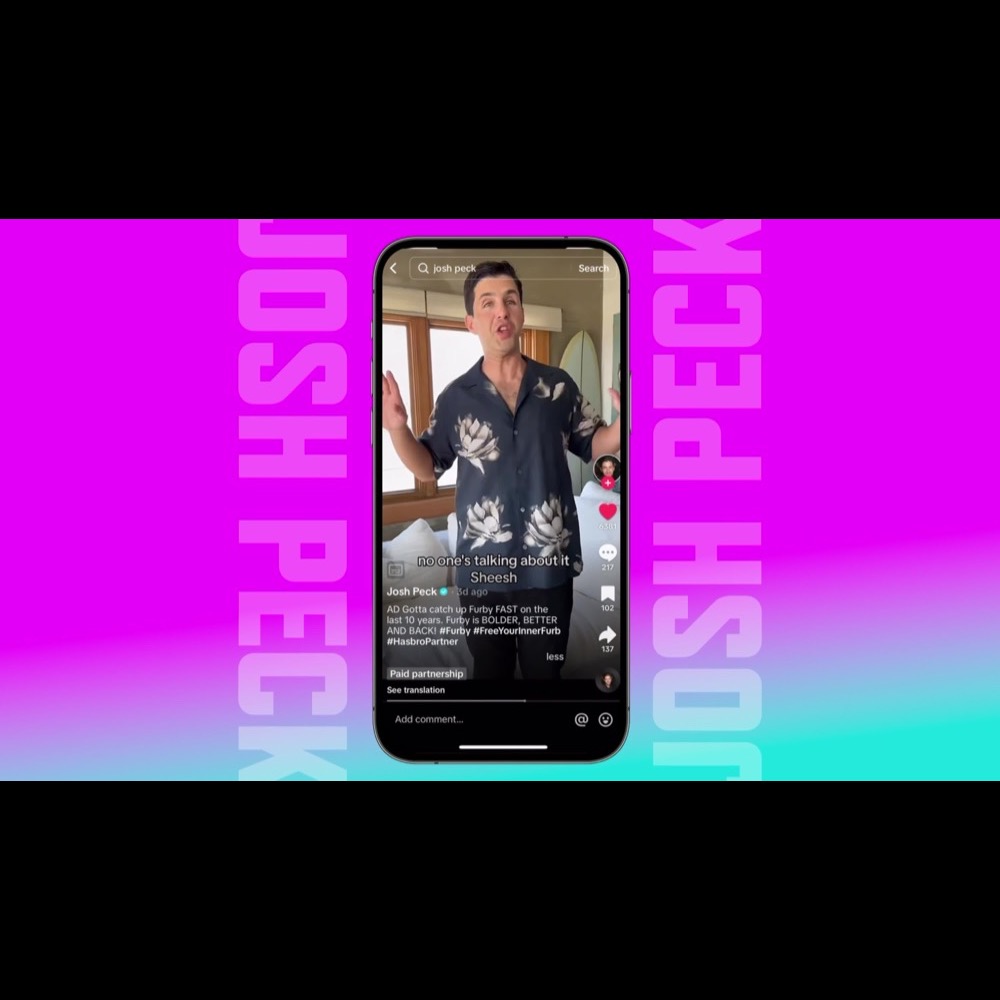 JOSH PECK
JOSH PECK
josh peck
Search
no one's talking about it
Sheesh
6381
217
102
137
Josh Peck · 3d ago
AD Gotta catch up Furby FAST on the
last 10 years. Furby is BOLDER, BETTER
AND BACK! #Furby #FreeYourInnerFurb
#HasbroPartner
less
Paid partnership
See translation
Add comment...
@